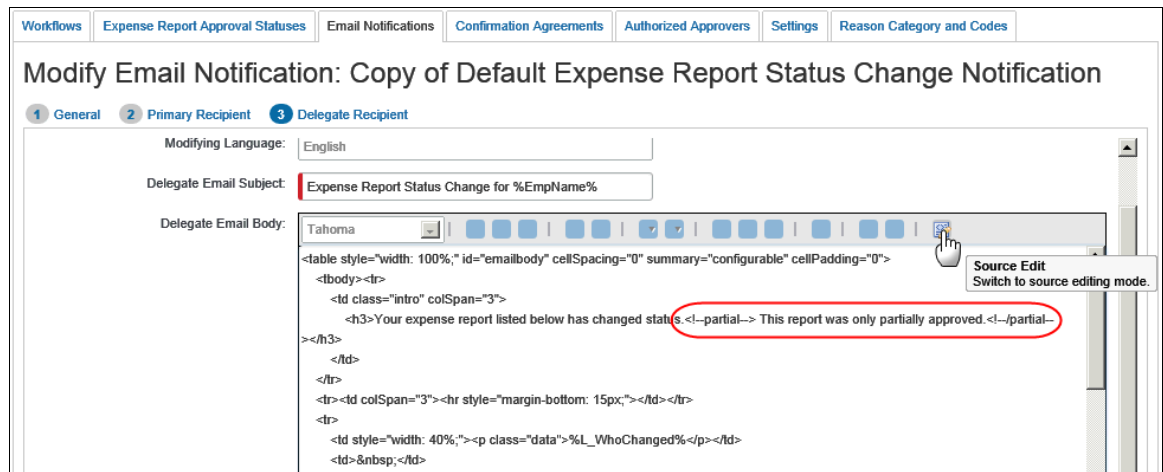 Workflows Expense Report Approval Statuses Email Notifications Confirmation Agreements Authorized Approvers Settings Reason Category and Codes
Modify Email Notification: Copy of Default Expense Report Status Change Notification
1 General 2 Primary Recipient 3 Delegate Recipient
Modifying Language: English
Delegate Email Subject: Expense Report Status Change for %EmpName%
Delegate Email Body: Tahoma
<table style="width: 100%;" id="emailbody" cellSpacing="0" summary="configurable" cellPadding="0">
<tbody><tr>
<td class="intro" colSpan="3">
<h3>Your expense report listed below has changed status.<!--partial--> This report was only partially approved.<!--/partial--
></h3>
</td>
</tr>
<tr><td colSpan="3"><hr style="margin-bottom: 15px;"></td></tr>
<tr>
<td style="width: 40%;"><p class="data">%L_WhoChanged%</p></td>
<td>&nbsp;</td>
Source Edit
Switch to source editing mode.